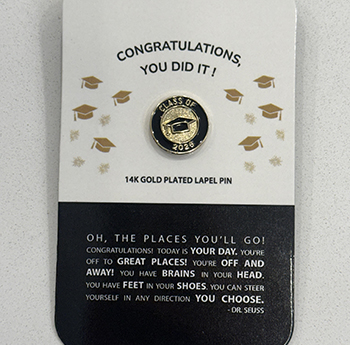 CONGRATULATIONS,
YOU DID IT!
CLASS OF
2026
14K GOLD PLATED LAPEL PIN
OH, THE PLACES YOU'LL GO!
CONGRATULATIONS! TODAY IS YOUR DAY. YOU'RE
OFF TO GREAT PLACES! YOU'RE OFF AND
AWAY! YOU HAVE BRAINS IN YOUR HEAD.
YOU HAVE FEET IN YOUR SHOES. YOU CAN STEER
YOURSELF IN ANY DIRECTION YOU CHOOSE.
- DR. SEUSS